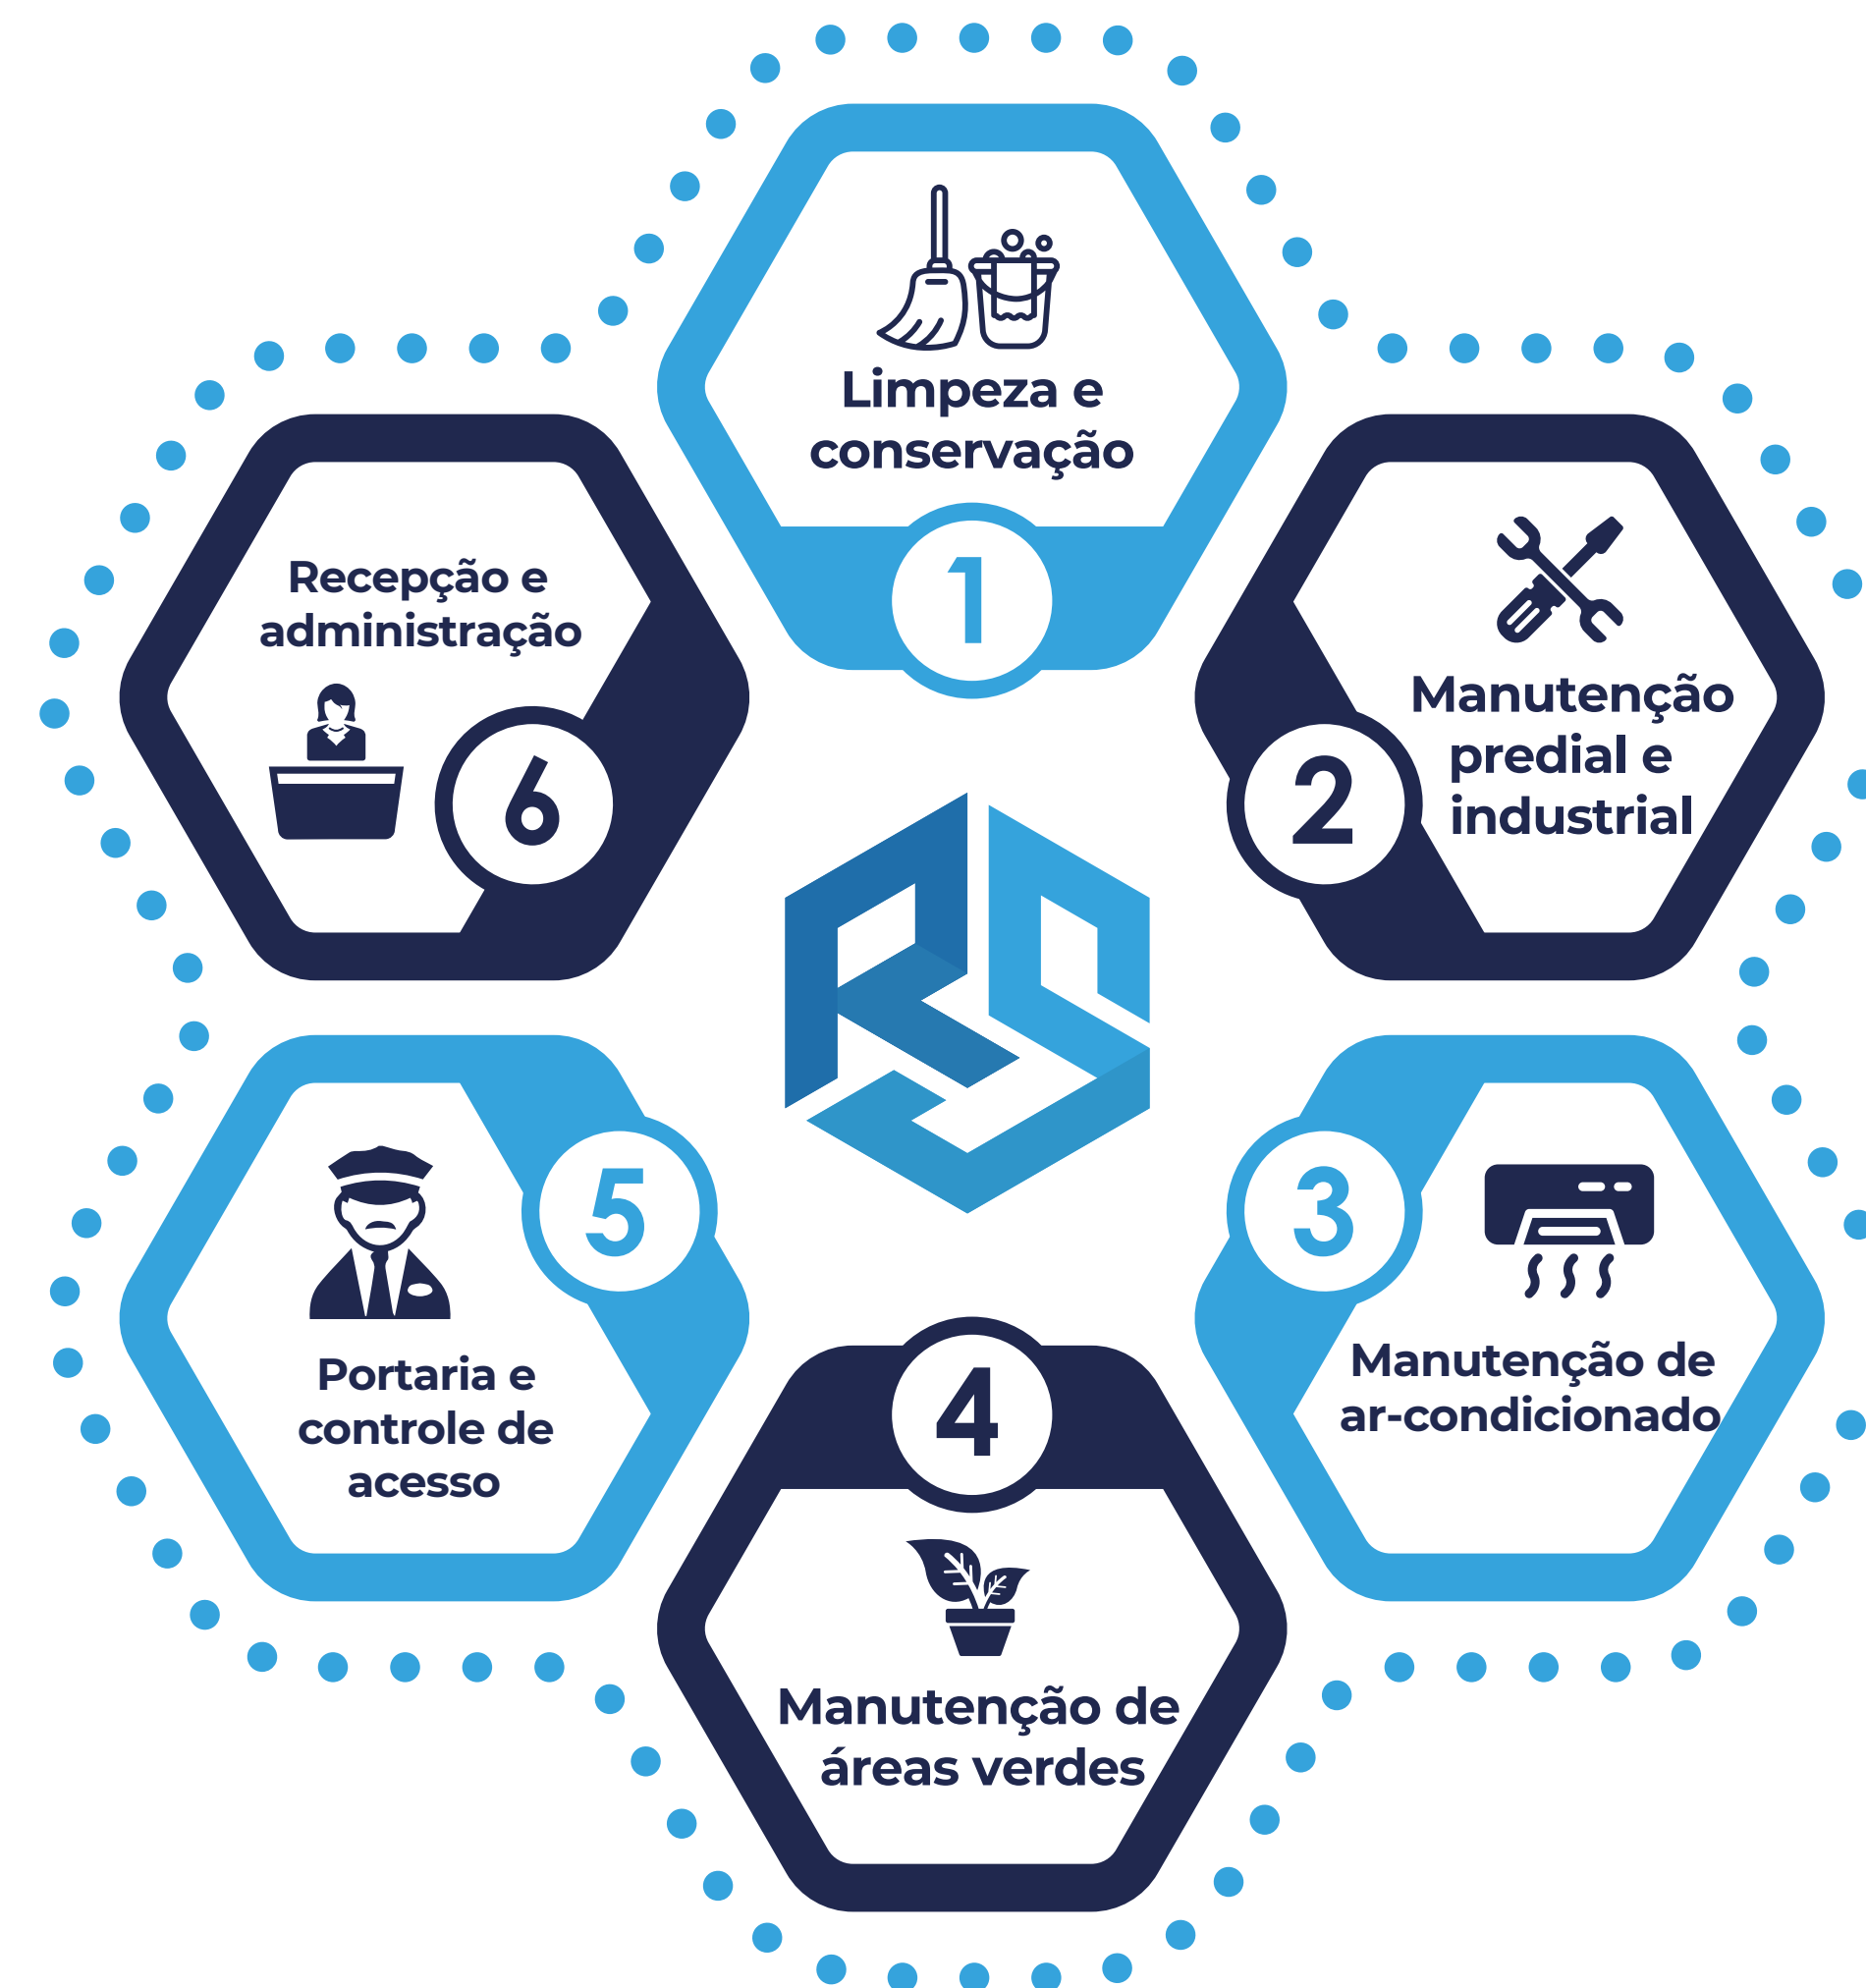 Limpeza e
conservação
1
Manutenção
predial e
industrial
2
3
Manutenção de
ar-condicionado
4
Manutenção de
áreas verdes
5
Portaria e
controle de
acesso
Recepção e
administração
6
RS